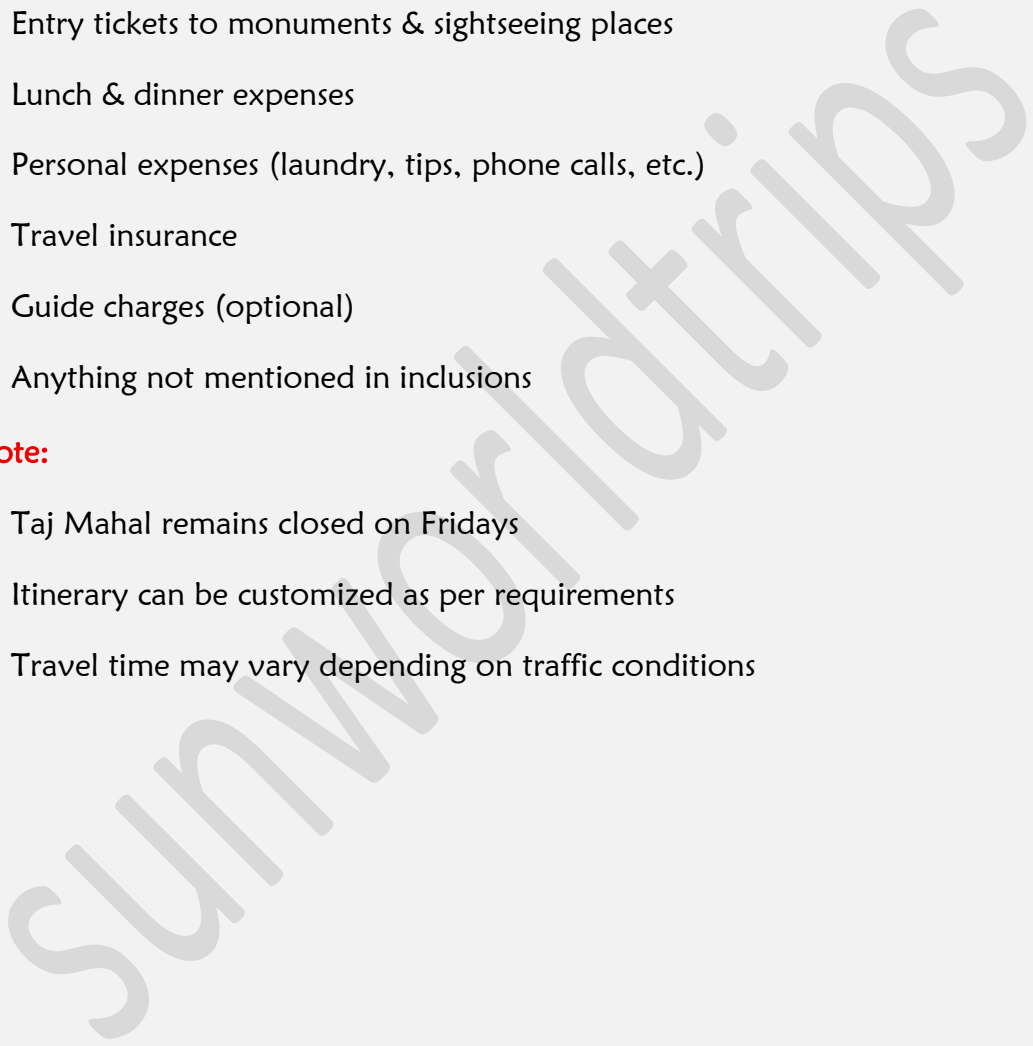 Entry tickets to monuments & sightseeing places
Lunch & dinner expenses
Personal expenses (laundry, tips, phone calls, etc.)
Travel insurance
Guide charges (optional)
Anything not mentioned in inclusions
ote:
Taj Mahal remains closed on Fridays
Itinerary can be customized as per requirements
Travel time may vary depending on traffic conditions
sunworldtrips